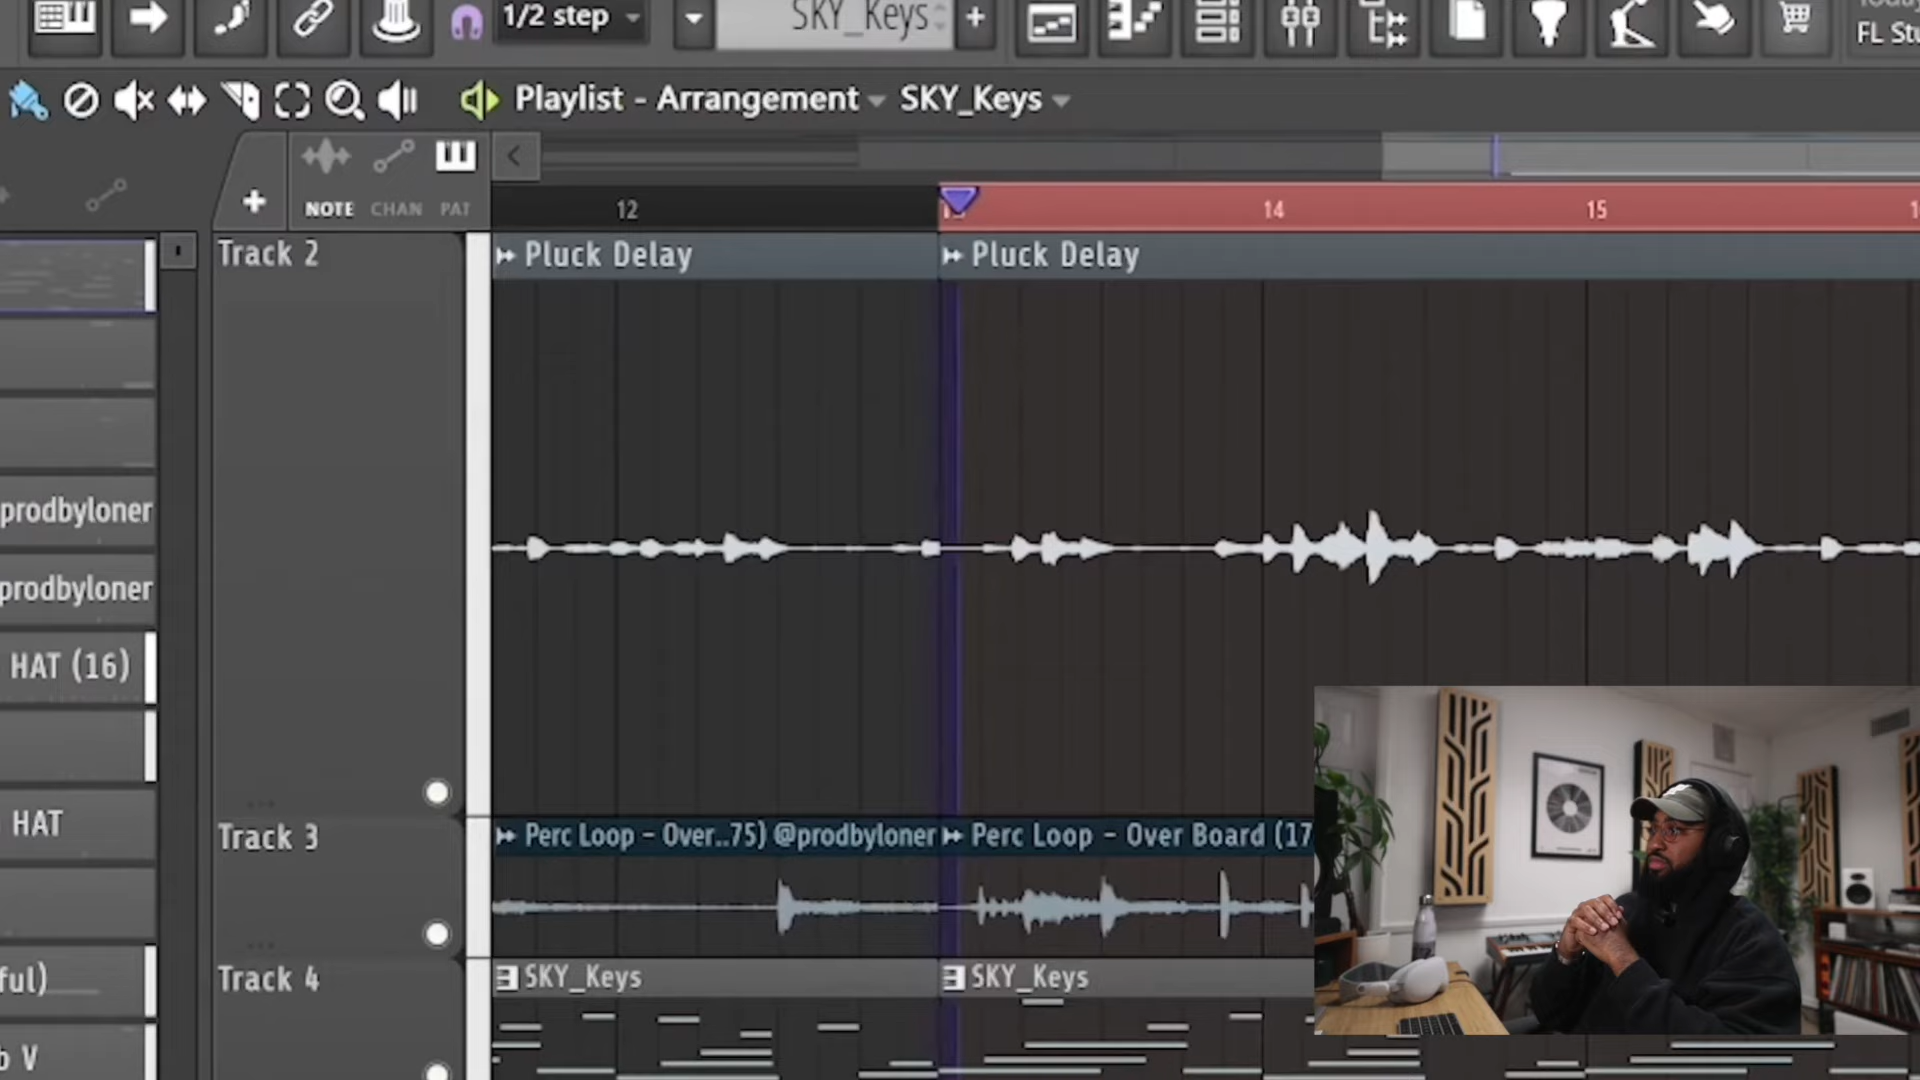 1/2 step
SKY_Keys
FL Stu
Playlist - Arrangement
SKY_Keys
NOTE CHAN PAT
12
14
15
Track 2
Pluck Delay
Pluck Delay
prodbyloner
prodbyloner
HAT (16)
HAT
Track 3
Perc Loop - Over..75) @prodbyloner
Perc Loop - Over Board (17
Track 4
SKY_Keys
SKY_Keys
ful)
V